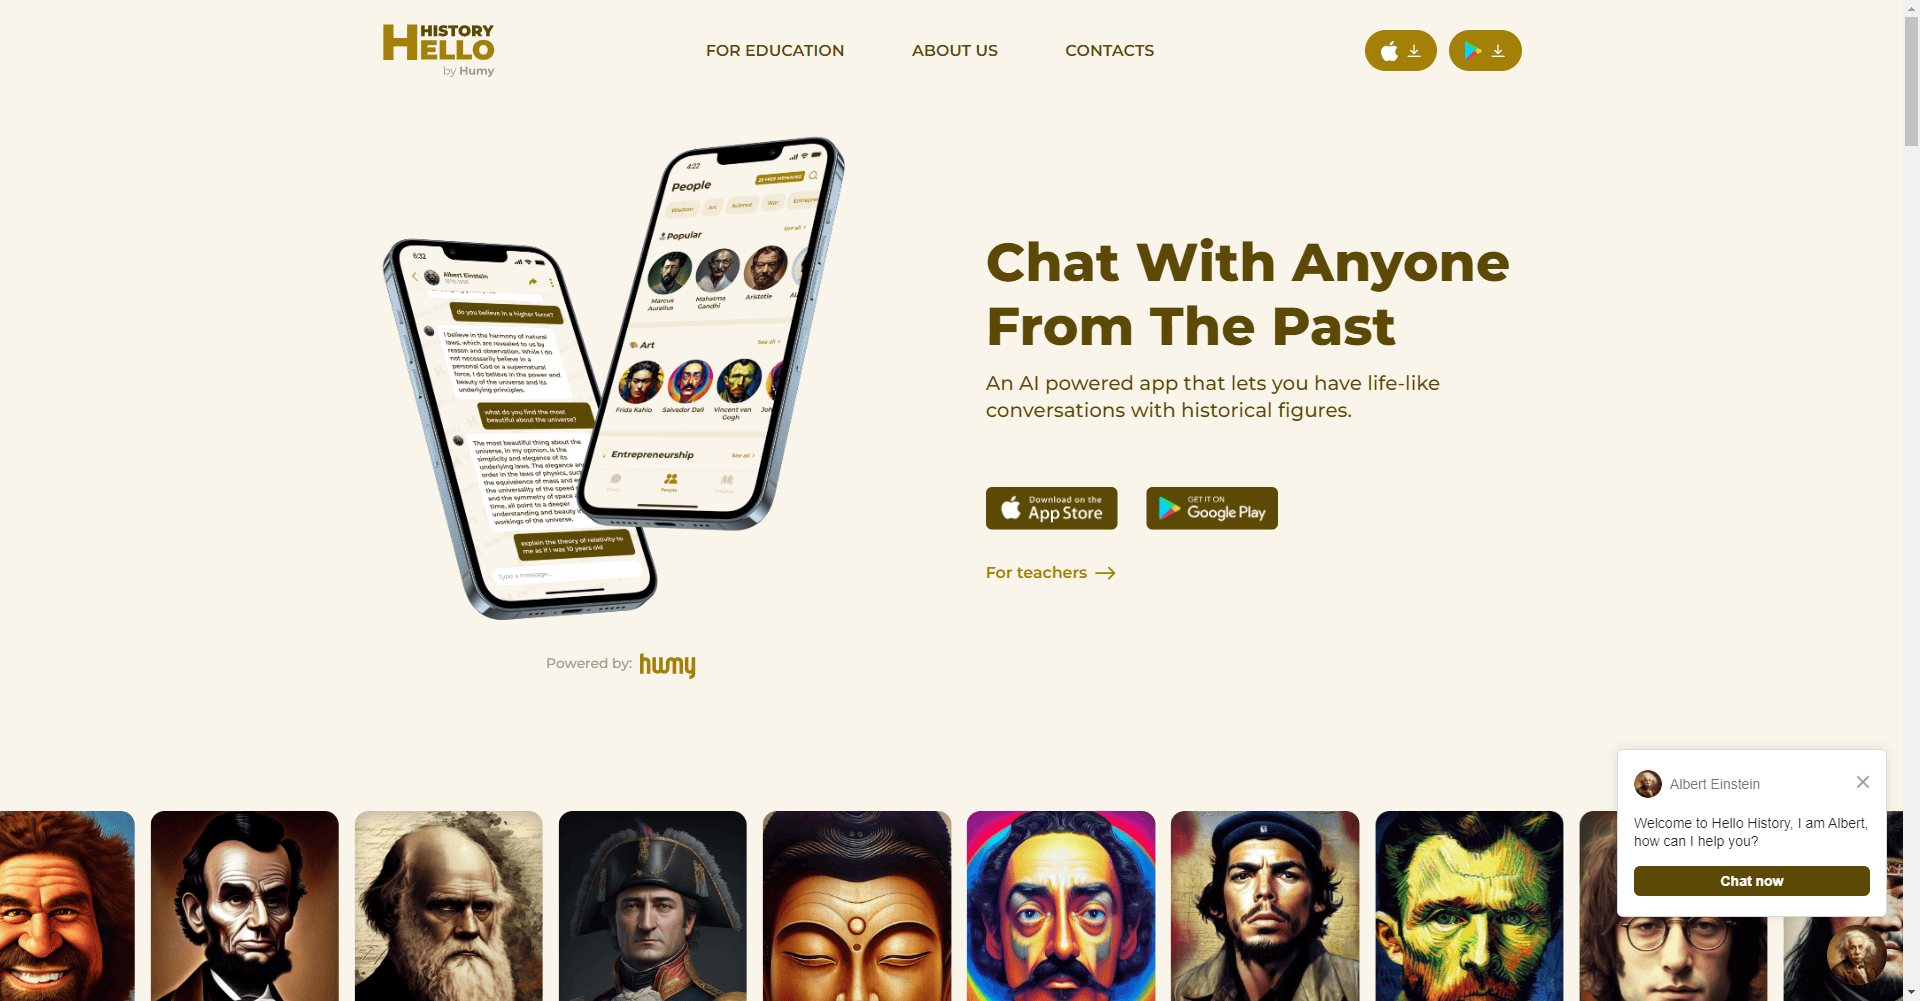 HISTORY
HELLO
by Humy
FOR EDUCATION
ABOUT US
CONTACTS
4:22
People
28 FREE MESSAGES
Wisdom
Art
Science
War
Entrepre
Popular
See all >
Marcus
Aurelius
Mahatma
Gandhi
Aristotle
Al
Art
See all >
Frida Kahlo
Salvador Dalí
Vincent van
Gogh
Joh
Entrepreneurship
See all >
People
6:32
Albert Einstein
do you believe in a higher force?
I believe in the harmony of natural
laws, which are revealed to us by
reason and observation. While I do
not necessarily believe in a
personal God or a supernatural
force, I do believe in the power and
beauty of the universe and its
underlying principles.
what do you find the most
beautiful about the universe?
The most beautiful thing about the
universe, in my opinion, is the
simplicity and elegance of its
underlying laws. The elegance an
order in the laws of physics, suc
the equivalence of mass and e
the universality of the speed
and the symmetry of space
time, all point to a deeper
understanding and beauty i
workings of the universe.
explain the theory of relativity to
me as if I was 10 years old
Type a message...
Powered by: humy
Chat With Anyone
From The Past
An AI powered app that lets you have life-like
conversations with historical figures.
Download on the
App Store
GET IT ON
Google Play
For teachers
Albert Einstein
Welcome to Hello History, I am Albert,
how can I help you?
Chat now